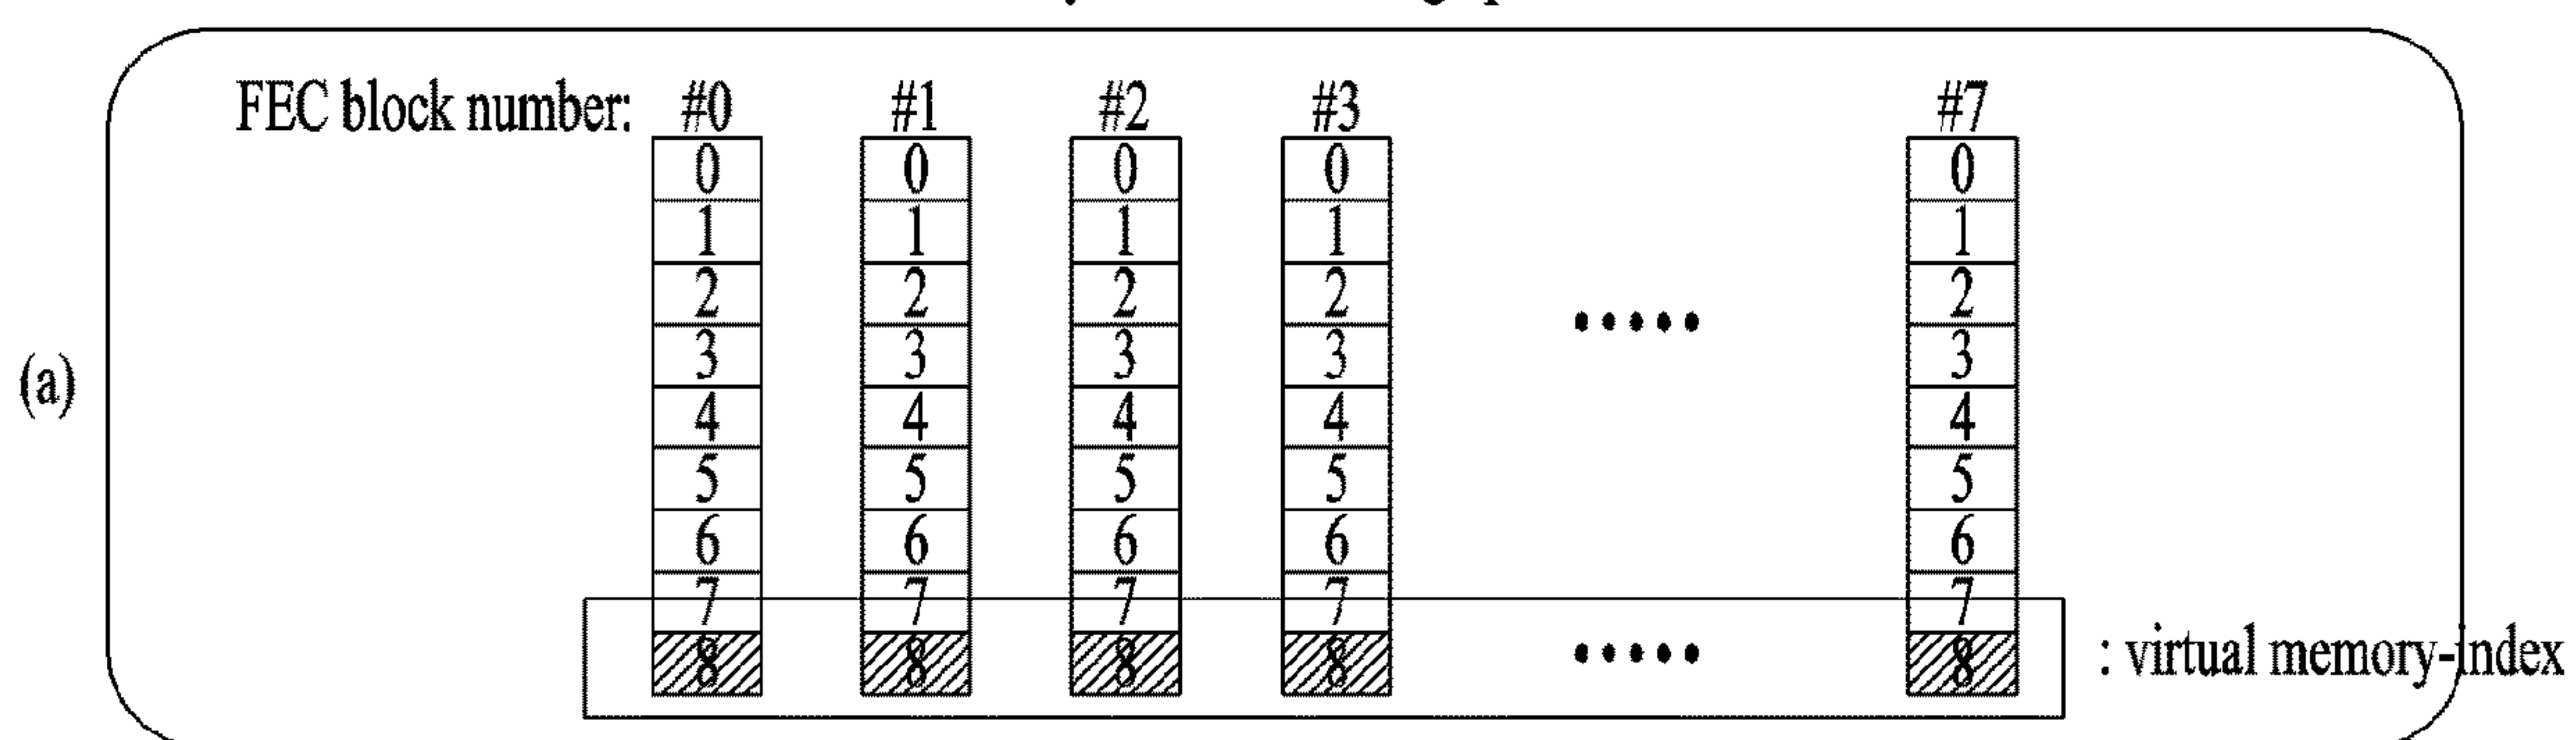 FEC block number: #0 #1 #2 #3 #7
0 0 0 0 0
1 1 1 1 1
2 2 2 2 2
3 3 3 3 3
(a)
4 4 4 4 4
5 5 5 5 5
6 6 6 6 6
7 7 7 7 7
8 8 8 8 8 : virtual memory-index